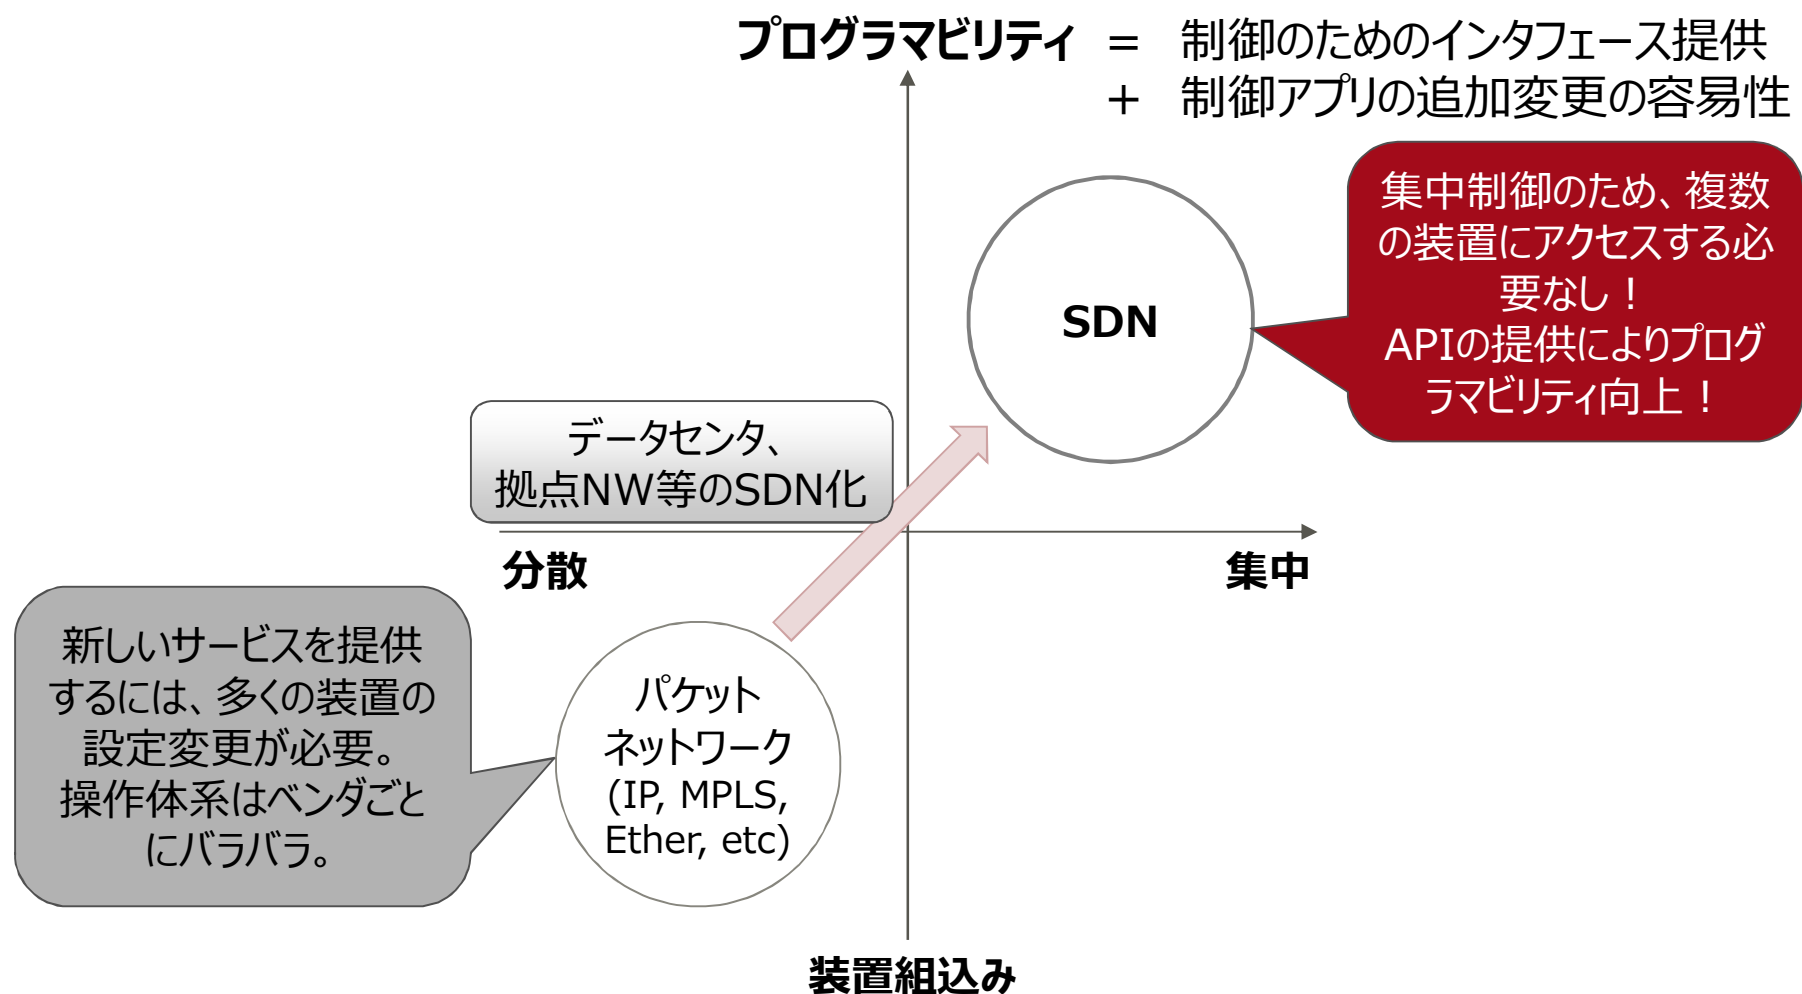 プログラマビリティ = 制御のためのインタフェース提供
+ 制御アプリの追加変更の容易性
集中制御のため、複数
の装置にアクセスする必
要なし！
APIの提供によりプログ
ラマビリティ向上！
SDN
データセンタ、
拠点NW等のSDN化
分散
集中
新しいサービスを提供
するには、多くの装置の
設定変更が必要。
操作体系はベンダごと
にバラバラ。
パケット
ネットワーク
(IP, MPLS,
Ether, etc)
装置組込み